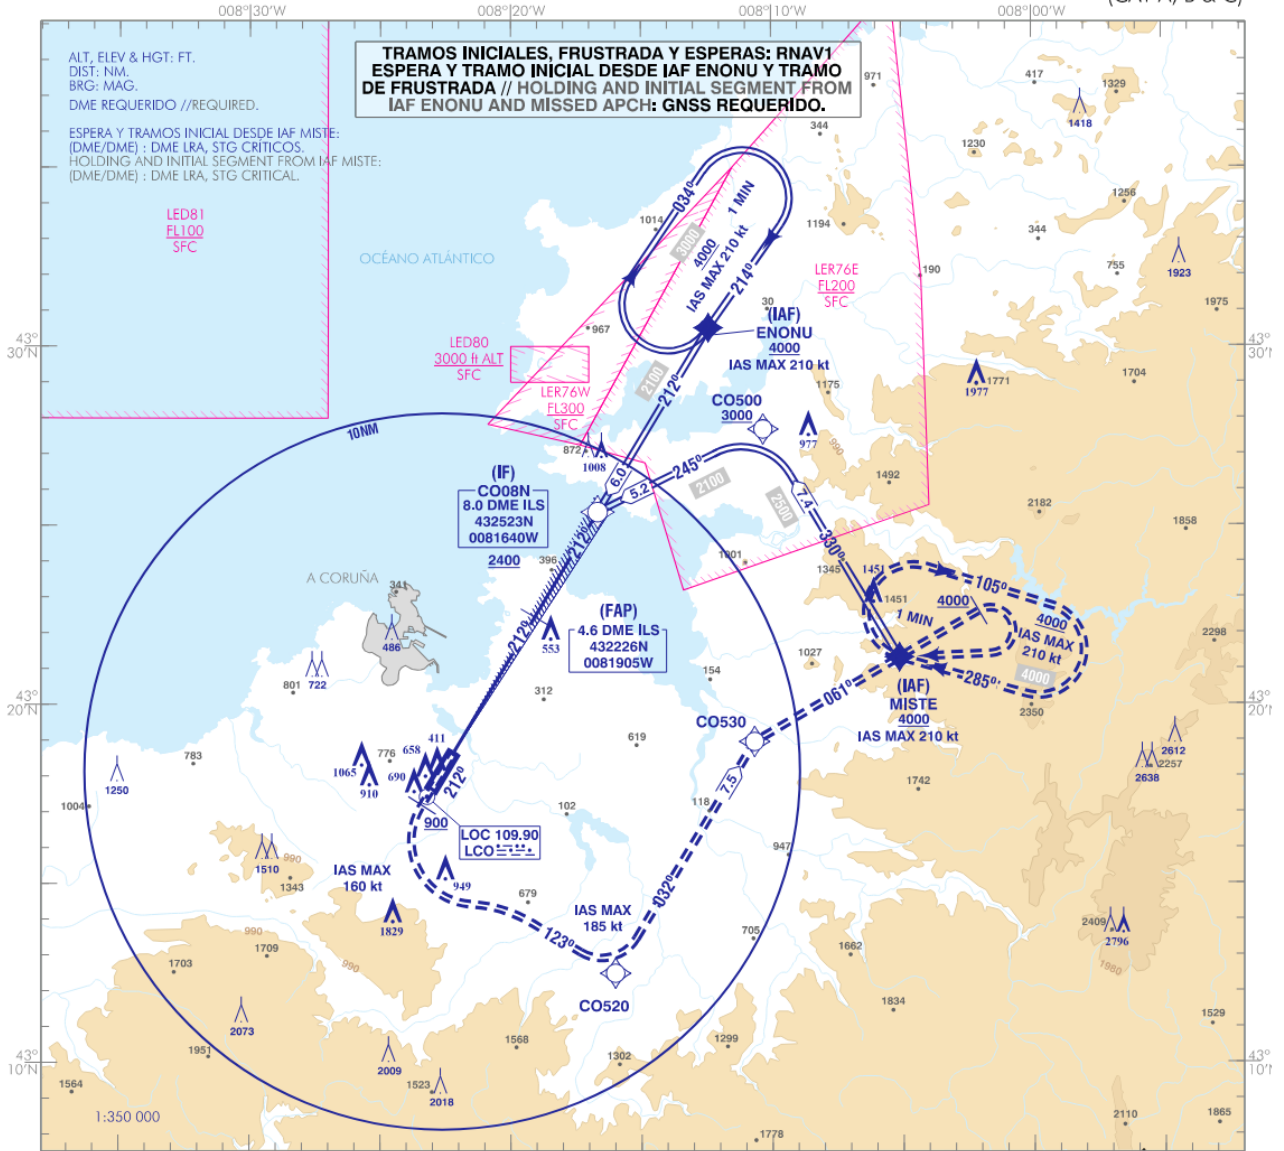 (CAT A, B & C)
008°30'W
008°20'W
008°10'W
008°00'W
ALT, ELEV & HGT: FT.
DIST: NM.
BRG: MAG.
DME REQUERIDO //REQUIRED.
ESPERA Y TRAMOS INICIAL DESDE IAF MISTE:
(DME/DME) : DME LRA, STG CRÍTICOS.
HOLDING AND INITIAL SEGMENT FROM IAF MISTE:
(DME/DME) : DME LRA, STG CRITICAL.
TRAMOS INICIALES, FRUSTRADA Y ESPERAS: RNAV1
ESPERA Y TRAMO INICIAL DESDE IAF ENONU Y TRAMO
DE FRUSTRADA // HOLDING AND INITIAL SEGMENT FROM
IAF ENONU AND MISSED APCH: GNSS REQUERIDO.
971
417
1329
1418
344
1230
1256
LED81
FL100
SFC
OCÉANO ATLÁNTICO
034°
1 MIN
1014
3000
4000
IAS MAX 210 kt
214°
1194
344
755
1923
1975
190
LER76E
FL200
SFC
30
967
(IAF)
ENONU
4000
IAS MAX 210 kt
43°
30'N
43°
30'N
LED80
3000 ft ALT
SFC
LER76W
FL300
SFC
2100
212°
1175
1977
1771
1704
CO500
3000
977
990
10NM
872
1008
6.0
5.2
245°
2100
2500
7.4
330°
1492
2182
1858
(IF)
CO08N
8.0 DME ILS
432523N
0081640W
2400
212°
396
1001
1345
1451
1451
A CORUÑA
341
486
(FAP)
4.6 DME ILS
432226N
0081905W
553
212°
105°
1 MIN
4000
4000
IAS MAX
210 kt
285°
4000
2298
722
801
154
1027
312
061°
(IAF)
MISTE
4000
IAS MAX 210 kt
2350
43°
20'N
20'N
CO530
619
783
776
1065
910
658
411
690
212°
900
LOC 109.90
LCO
102
118
7.5
1742
2612
2638
2257
1250
1004
947
1510
990
1343
IAS MAX
160 kt
949
679
1829
IAS MAX
185 kt
032°
123°
705
1662
2409
2796
1980
990
1709
990
1703
CO520
1834
1529
2073
1951
2009
1568
1302
1299
43°
10'N
43°
10'N
1564
1523
2018
1:350 000
1778
2110
1865